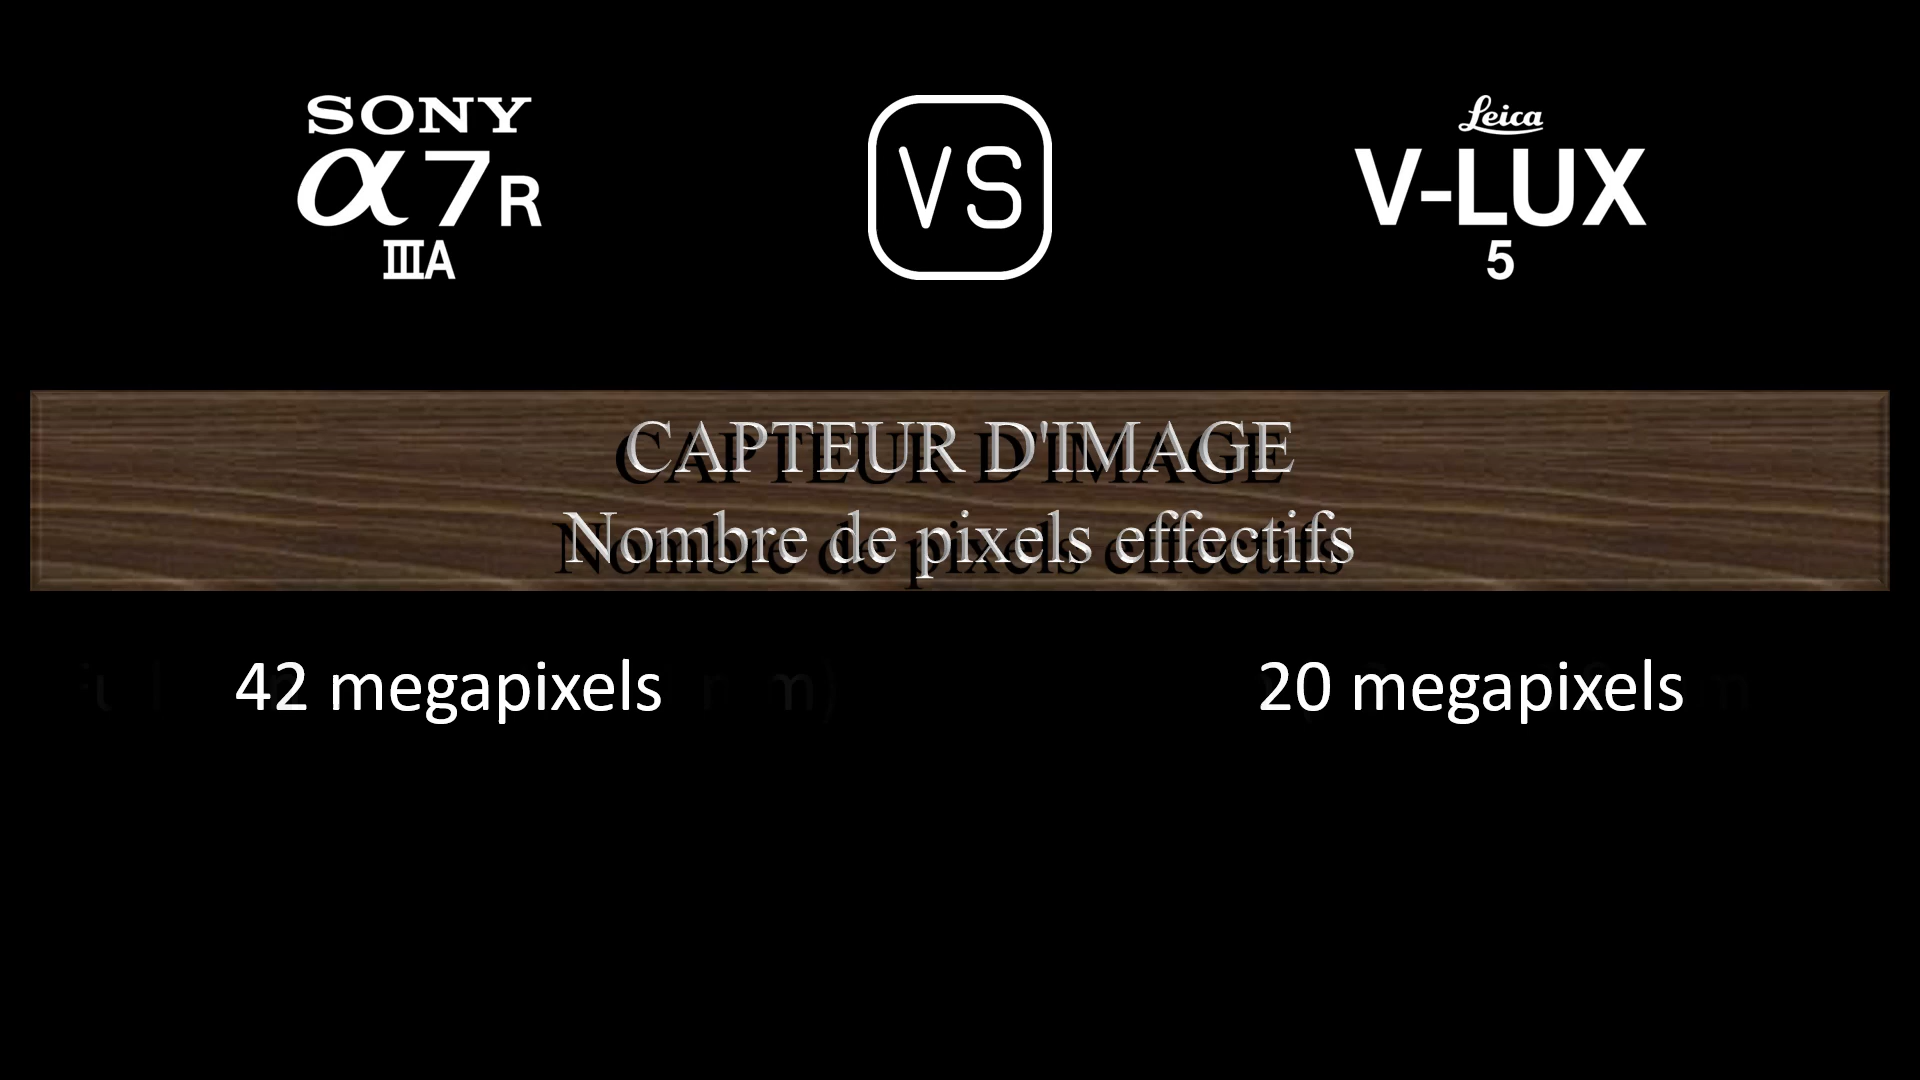 SONY
α7R
IIIA
VS
Leica
V-LUX
5
CAPTEUR D'IMAGE
Nombre de pixels effectifs
42 megapixels
20 megapixels